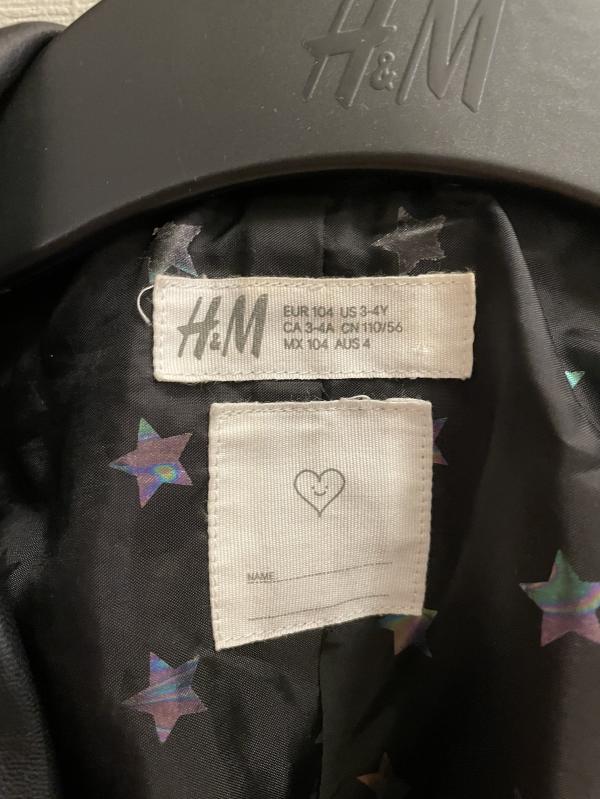 H&M
H&M
EUR 104 US 3-4Y
CA 3-4A CN 110/56
MX 104 AUS 4
NAME